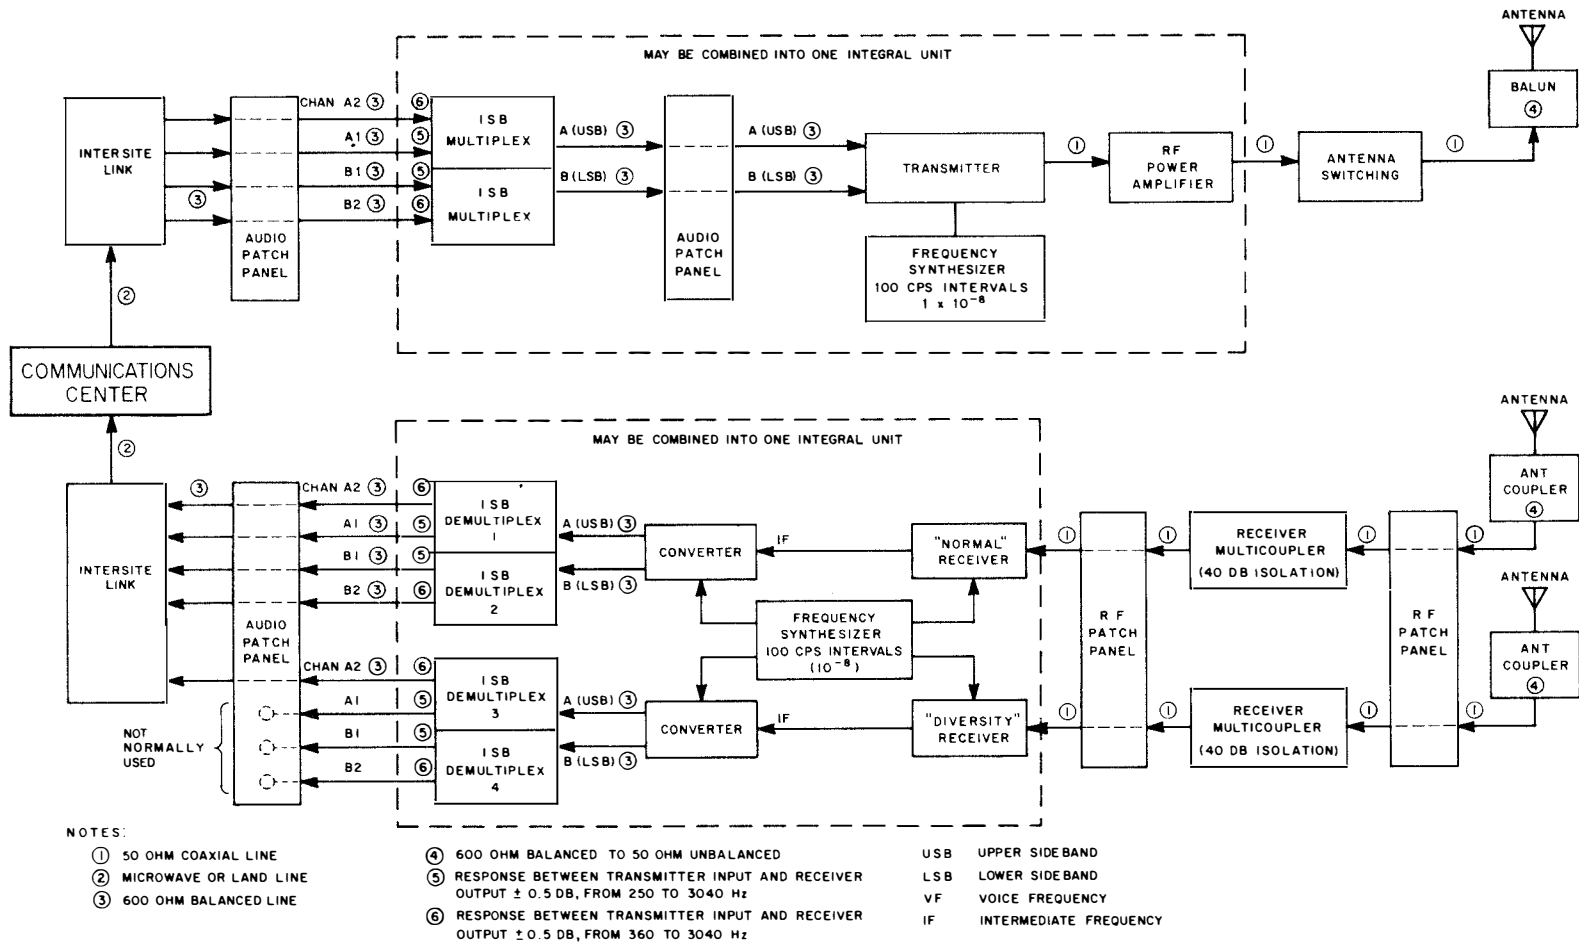 MAY BE COMBINED INTO ONE INTEGRAL UNIT
ANTENNA
BALUN
④
INTERSITE
LINK
③
AUDIO
PATCH
PANEL
CHAN A2 ③
A1 ③
B1 ③
B2 ③
⑥
⑤
⑤
⑥
ISB
MULTIPLEX
ISB
MULTIPLEX
A (USB) ③
B (LSB) ③
AUDIO
PATCH
PANEL
A (USB) ③
B (LSB) ③
TRANSMITTER
FREQUENCY
SYNTHESIZER
100 CPS INTERVALS
1 x 10⁻⁸
①
RF
POWER
AMPLIFIER
①
ANTENNA
SWITCHING
①
②
COMMUNICATIONS
CENTER
②
MAY BE COMBINED INTO ONE INTEGRAL UNIT
INTERSITE
LINK
③
AUDIO
PATCH
PANEL
CHAN A2 ③
A1 ③
B1 ③
B2 ③
⑥
⑤
⑤
⑥
ISB
DEMULTIPLEX
1
ISB
DEMULTIPLEX
2
A (USB) ③
B (LSB) ③
CONVERTER
IF
"NORMAL"
RECEIVER
FREQUENCY
SYNTHESIZER
100 CPS INTERVALS
(10⁻⁸)
CHAN A2 ③
A1
B1
B2
⑥
⑤
⑤
⑥
NOT
NORMALLY
USED
ISB
DEMULTIPLEX
3
ISB
DEMULTIPLEX
4
A (USB) ③
B (LSB) ③
CONVERTER
IF
"DIVERSITY"
RECEIVER
①
①
RF
PATCH
PANEL
①
①
RECEIVER
MULTICOUPLER
(40 DB ISOLATION)
RECEIVER
MULTICOUPLER
(40 DB ISOLATION)
①
①
RF
PATCH
PANEL
①
①
ANTENNA
ANT
COUPLER
④
ANTENNA
ANT
COUPLER
④
NOTES:
① 50 OHM COAXIAL LINE
② MICROWAVE OR LAND LINE
③ 600 OHM BALANCED LINE
④ 600 OHM BALANCED TO 50 OHM UNBALANCED
⑤ RESPONSE BETWEEN TRANSMITTER INPUT AND RECEIVER
OUTPUT ± 0.5 DB, FROM 250 TO 3040 Hz
⑥ RESPONSE BETWEEN TRANSMITTER INPUT AND RECEIVER
OUTPUT ± 0.5 DB, FROM 360 TO 3040 Hz
USB UPPER SIDEBAND
LSB LOWER SIDEBAND
VF VOICE FREQUENCY
IF INTERMEDIATE FREQUENCY